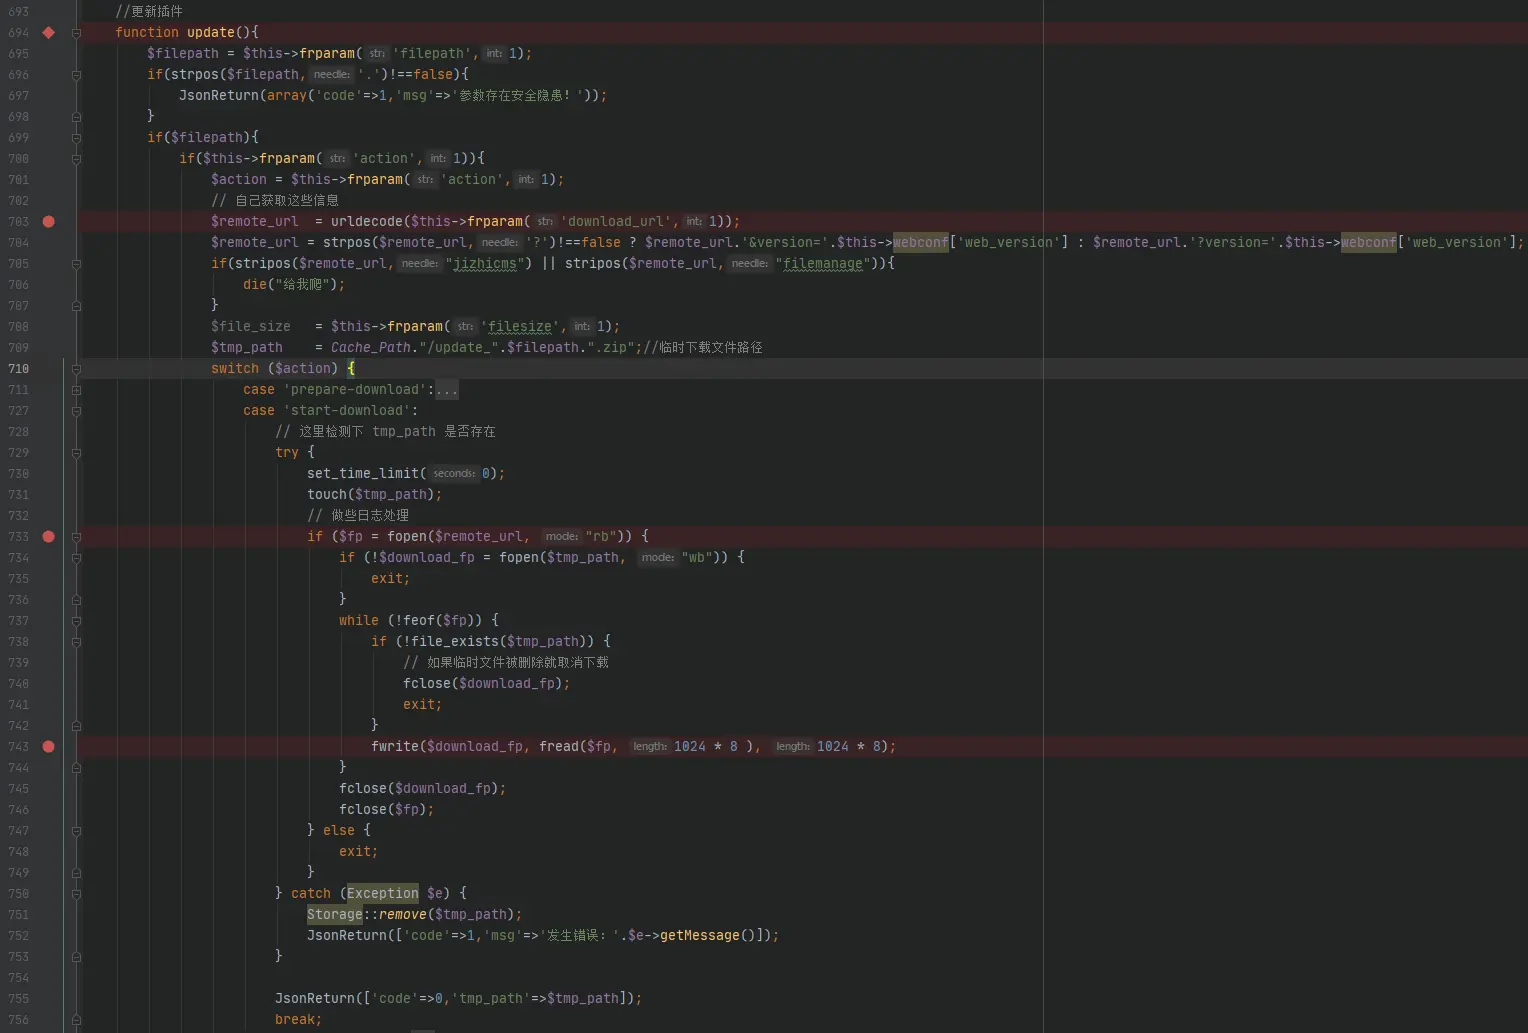 693 //更新插件
694 function update(){
695 $filepath = $this->frparam( str: 'filepath', int: 1);
696 if(strpos($filepath, needle: '.')!==false){
697 JsonReturn(array('code'=>1,'msg'=>'参数存在安全隐患！'));
698 }
699 if($filepath){
700 if($this->frparam( str: 'action', int: 1)){
701 $action = $this->frparam( str: 'action', int: 1);
702 // 自己获取这些信息
703 $remote_url = urldecode($this->frparam( str: 'download_url', int: 1));
704 $remote_url = strpos($remote_url, needle: '?')!==false ? $remote_url.'&version='.$this->webconf['web_version'] : $remote_url.'?version='.$this->webconf['web_version'];
705 if(stripos($remote_url, needle: "jizhicms") || stripos($remote_url, needle: "filemanage")){
706 die("给我爬");
707 }
708 $file_size = $this->frparam( str: 'filesize', int: 1);
709 $tmp_path = Cache_Path."/update_".$filepath.".zip";//临时下载文件路径
710 switch ($action) {
711 case 'prepare-download':...
727 case 'start-download':
728 // 这里检测下 tmp_path 是否存在
729 try {
730 set_time_limit( seconds: 0);
731 touch($tmp_path);
732 // 做些日志处理
733 if ($fp = fopen($remote_url, mode: "rb")) {
734 if (!$download_fp = fopen($tmp_path, mode: "wb")) {
735 exit;
736 }
737 while (!feof($fp)) {
738 if (!file_exists($tmp_path)) {
739 // 如果临时文件被删除就取消下载
740 fclose($download_fp);
741 exit;
742 }
743 fwrite($download_fp, fread($fp, length: 1024 * 8 ), length: 1024 * 8);
744 }
745 fclose($download_fp);
746 fclose($fp);
747 } else {
748 exit;
749 }
750 } catch (Exception $e) {
751 Storage::remove($tmp_path);
752 JsonReturn(['code'=>1,'msg'=>'发生错误：'.$e->getMessage()]);
753 }
754
755 JsonReturn(['code'=>0,'tmp_path'=>$tmp_path]);
756 break;